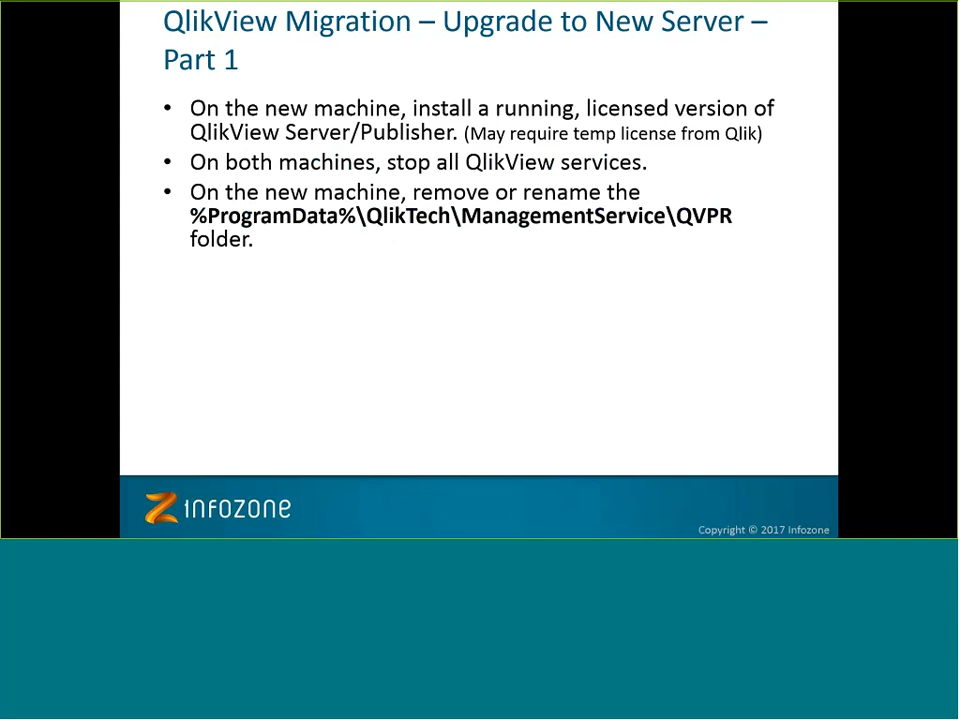 QlikView Migration – Upgrade to New Server –
Part 1
• On the new machine, install a running, licensed version of
QlikView Server/Publisher. (May require temp license from Qlik)
• On both machines, stop all QlikView services.
• On the new machine, remove or rename the
%ProgramData%\QlikTech\ManagementService\QVPR
folder.
INFOZONE
Copyright © 2017 Infozone